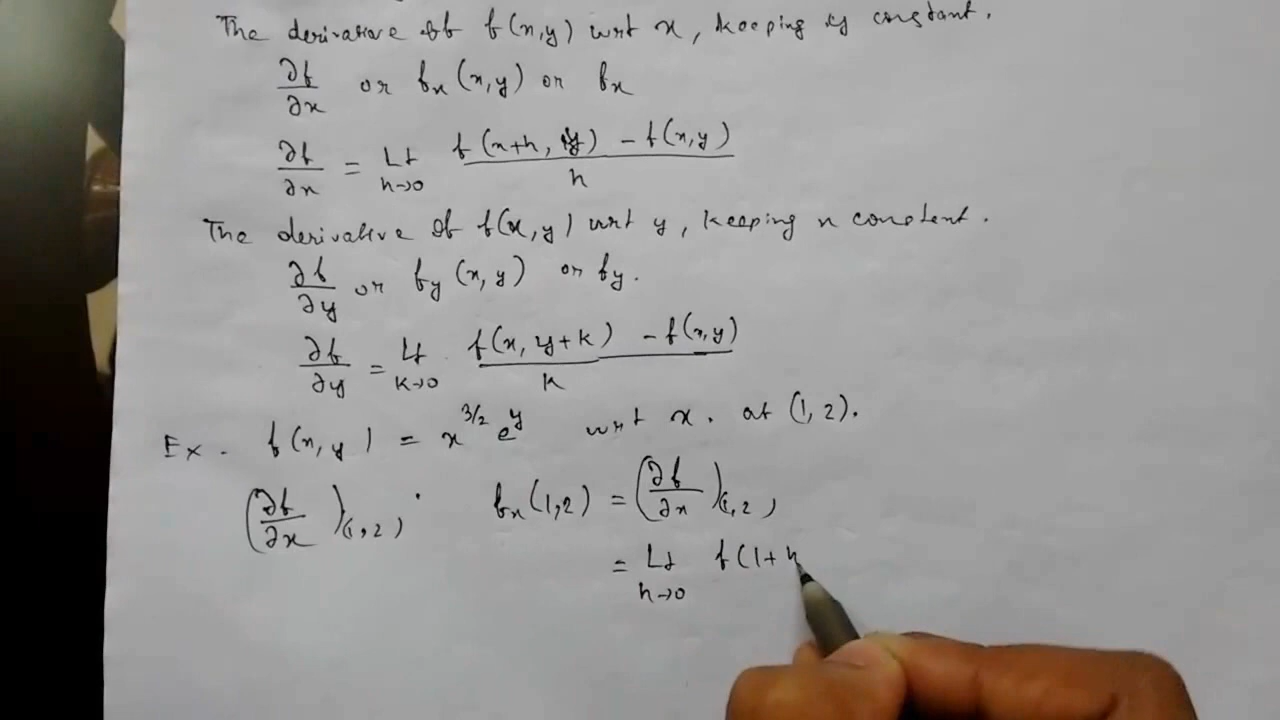 The derivative of f(x,y) wrt x, keeping y constant.
∂f/∂x or fx(x,y) or fx
∂f/∂x = Lt h→0 f(x+h, y) - f(x,y) / h
The derivative of f(x,y) wrt y, keeping x constent.
∂f/∂y or fy(x,y) or fy.
∂f/∂y = Lt k→0 f(x, y+k) - f(x,y) / k
Ex. f(x,y) = x^3/2 e^y wrt x. at (1,2).
(∂f/∂x)(1,2). fx(1,2) = (∂f/∂x)(1,2)
= Lt h→0 f(1+h